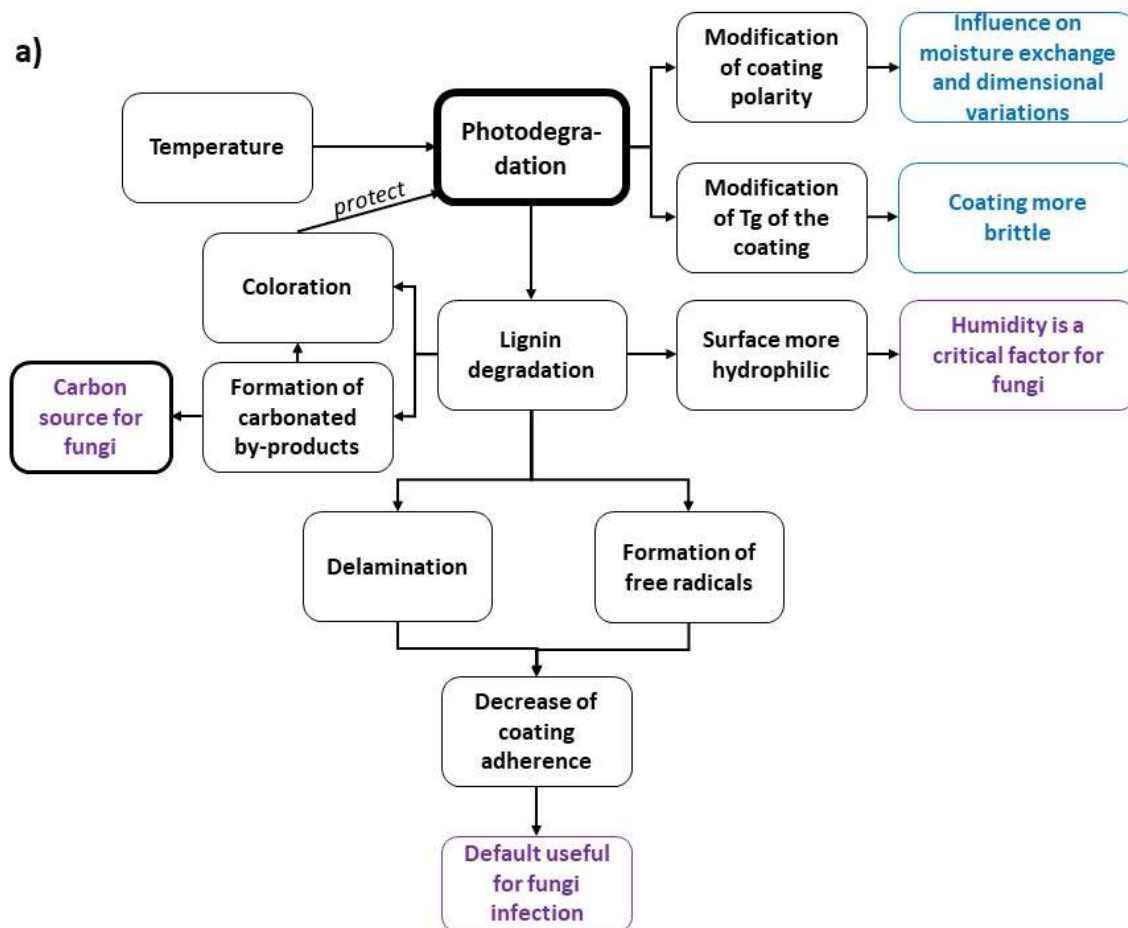 a)
Temperature
Photodegra-
dation
Modification
of coating
polarity
Influence on
moisture exchange
and dimensional
variations
protect
Modification
of Tg of the
coating
Coating more
brittle
Coloration
Lignin
degradation
Surface more
hydrophilic
Humidity is a
critical factor for
fungi
Carbon
source for
fungi
Formation of
carbonated
by-products
Delamination
Formation of
free radicals
Decrease of
coating
adherence
Default useful
for fungi
infection